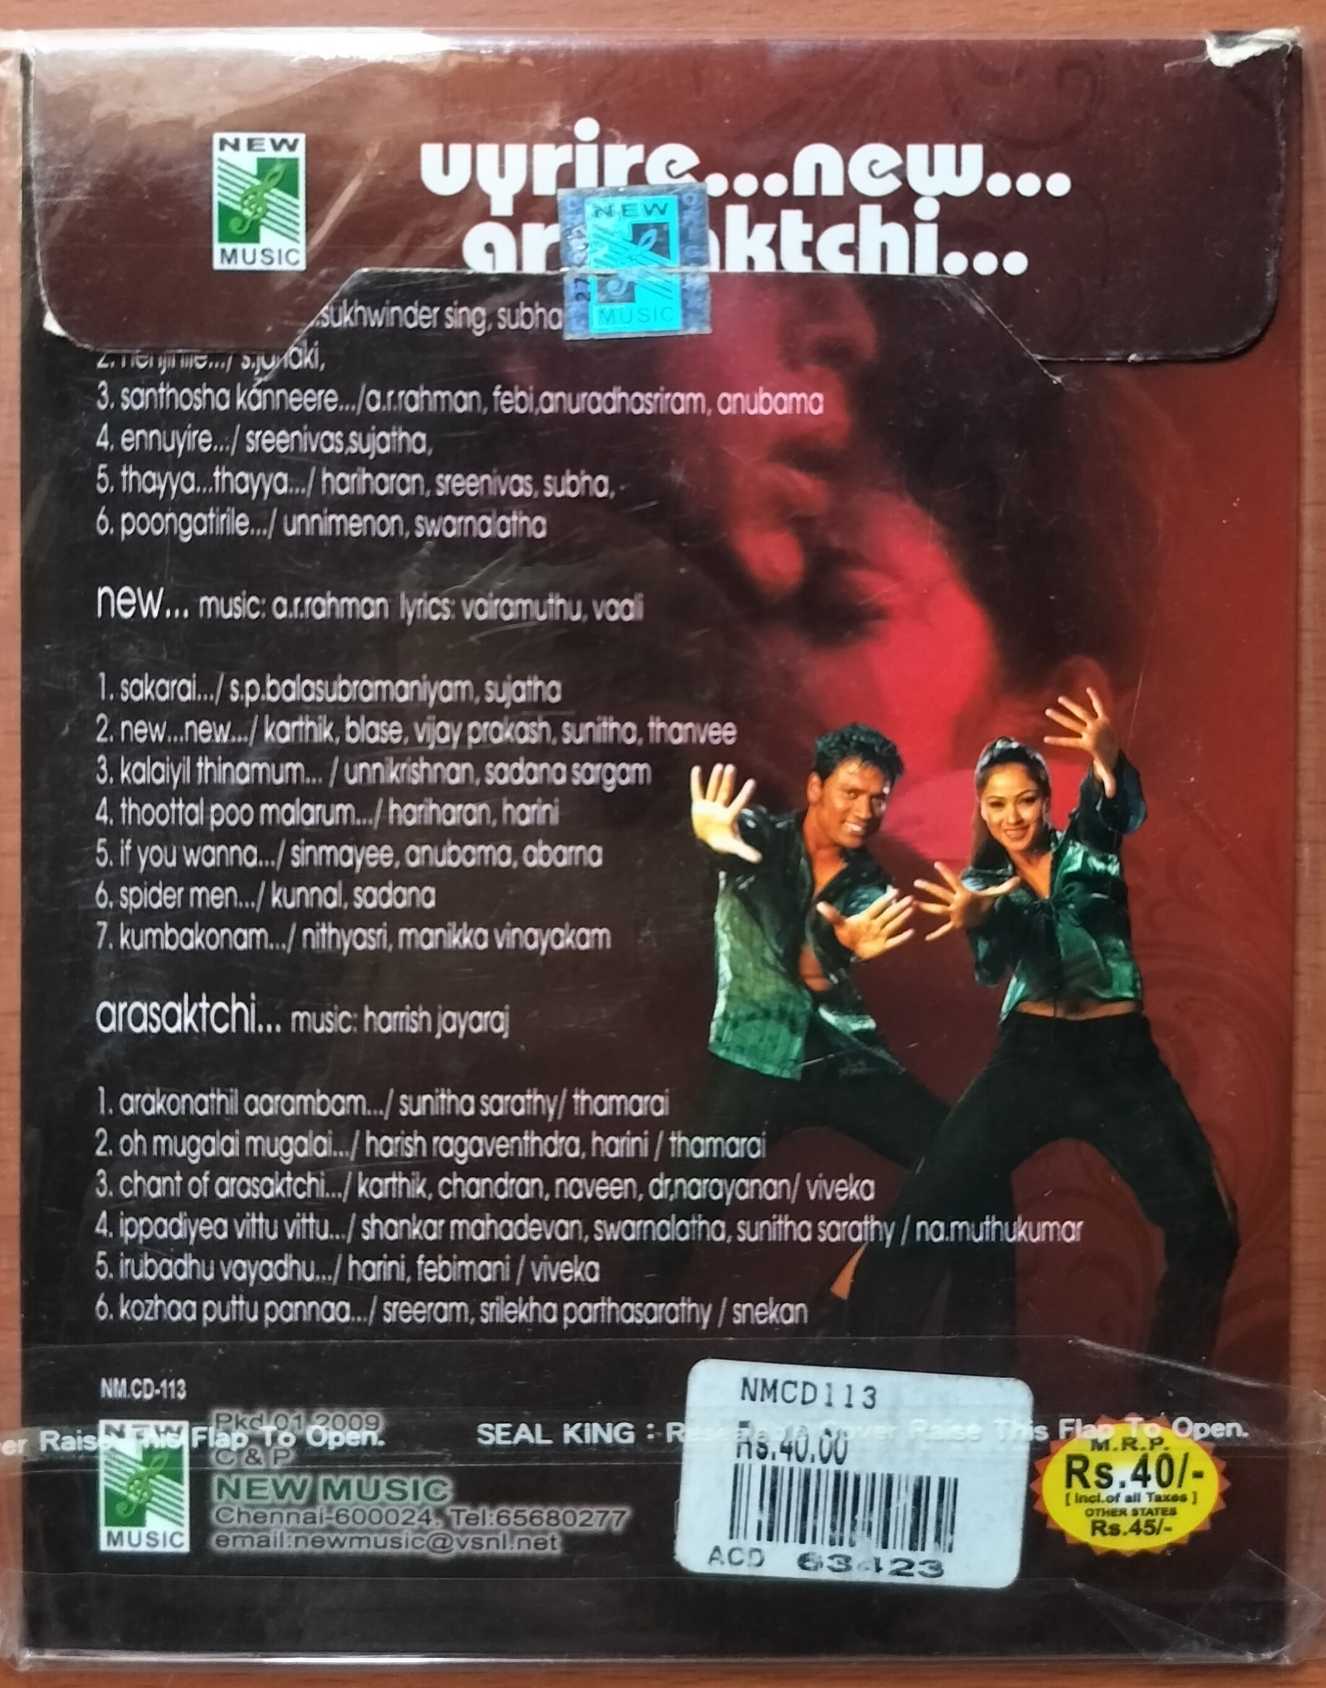 NEW
MUSIC
uyrire...new...
ar aktchi...
NEW
MUSIC
sukhwinder sing, subha
2. nenjinile.../ s.janaki,
3. santhosha kanneere.../a.r.rahman, febi,anuradhasriram, anubama
4. ennuyire.../ sreenivas,sujatha,
5. thayya...thayya.../ hariharan, sreenivas, subha,
6. poongatirile.../ unnimenon, swarnalatha
new... music: a.r.rahman lyrics: vairamuthu, vaali
1. sakarai.../ s.p.balasubramaniyam, sujatha
2. new...new.../ karthik, blase, vijay prakash, sunitha, thanvee
3. kalaiyil thinamum... / unnikrishnan, sadana sargam
4. thoottal poo malarum.../ hariharan, harini
5. if you wanna.../ sinmayee, anubama, abarna
6. spider men.../ kunnal, sadana
7. kumbakonam.../ nithyasri, manikka vinayakam
arasaktchi... music: harrish jayaraj
1. arakonathil aarambam.../ sunitha sarathy/ thamarai
2. oh mugalai mugalai.../ harish ragaventhdra, harini / thamarai
3. chant of arasaktchi.../ karthik, chandran, naveen, dr,narayanan/ viveka
4. ippadiyea vittu vittu.../ shankar mahadevan, swarnalatha, sunitha sarathy / na.muthukumar
5. irubadhu vayadhu.../ harini, febimani / viveka
6. kozhaa puttu pannaa.../ sreeram, srilekha parthasarathy / snekan
NM.CD-113
NMCD113
Rs.40.00
ACD 63423
er Raise This Flap To Open.
SEAL KING : Re Cover Raise This Flap To Open.
NEW
MUSIC
Pkd.01.2009
C & P
NEW MUSIC
Chennai-600024. Tel:65680277
email:newmusic@vsnl.net
M.R.P.
Rs.40/-
[ Incl.of all Taxes ]
OTHER STATES
Rs.45/-